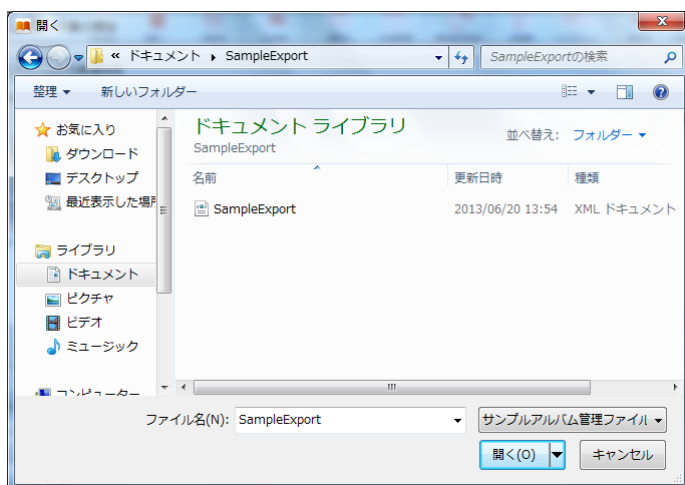 開く
« ドキュメント ▸ SampleExport
SampleExportの検索
整理 ▼ 新しいフォルダー
お気に入り
ダウンロード
デスクトップ
最近表示した場所
ライブラリ
ドキュメント
ピクチャ
ビデオ
ミュージック
コンピューター
ドキュメント ライブラリ
SampleExport
並べ替え: フォルダー ▼
名前 更新日時 種類
SampleExport 2013/06/20 13:54 XML ドキュメント
ファイル名(N): SampleExport
サンプルアルバム管理ファイル
開く(O) キャンセル